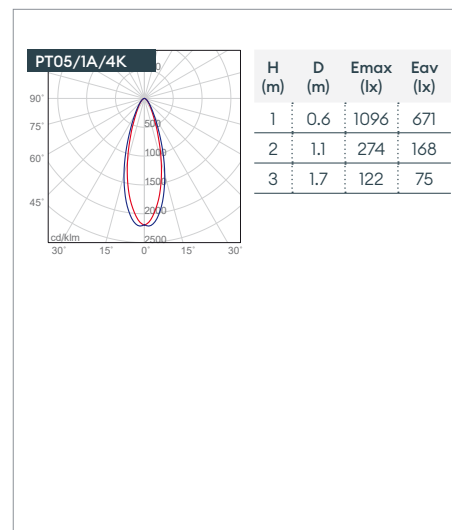 PT05/1A/4K
0
90°
75°
60°
45°
500
1000
1500
2000
2500
cd/klm
30° 15° 0° 15° 30°
H D Emax Eav
(m) (m) (lx) (lx)
1 0.6 1096 671
2 1.1 274 168
3 1.7 122 75